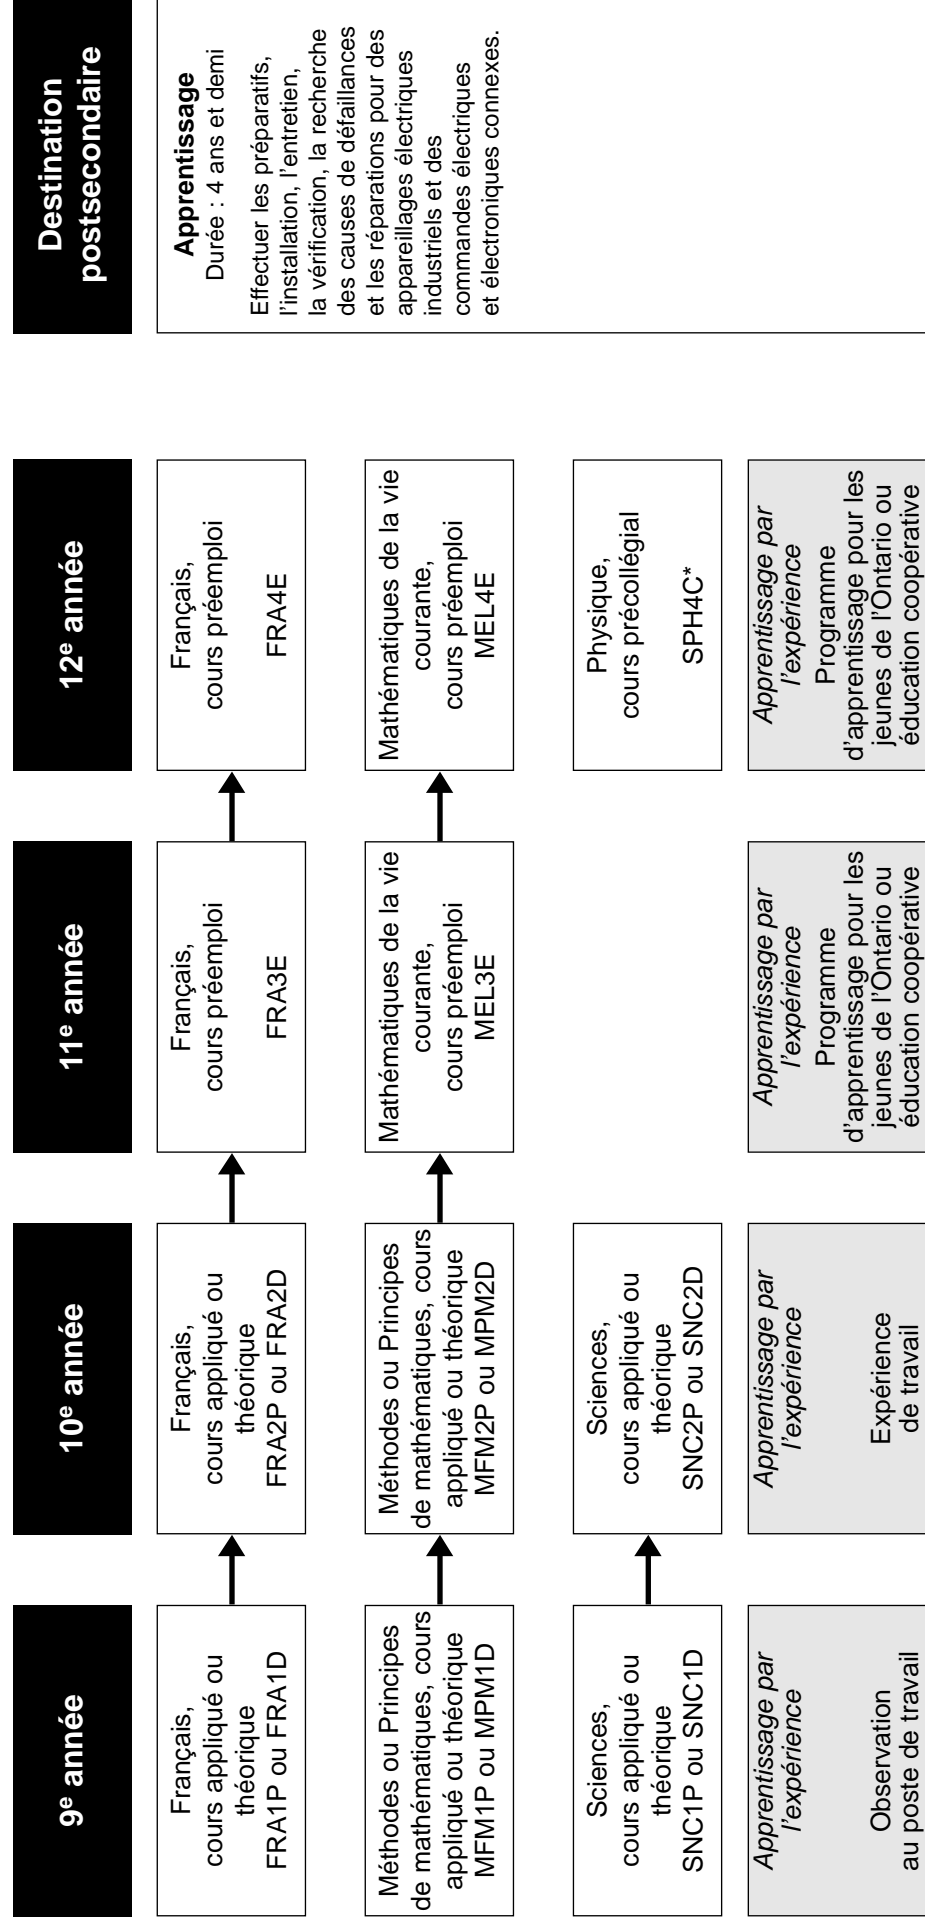 9e année
10e année
11e année
12e année
Destination
postsecondaire
Français,
cours appliqué ou
théorique
FRA1P ou FRA1D
Français,
cours appliqué ou
théorique
FRA2P ou FRA2D
Français,
cours préemploi
FRA3E
Français,
cours préemploi
FRA4E
Apprentissage
Durée : 4 ans et demi
Effectuer les préparatifs,
l'installation, l'entretien,
la vérification, la recherche
des causes de défaillances
et les réparations pour des
appareillages électriques
industriels et des
commandes électriques
et électroniques connexes.
Méthodes ou Principes
de mathématiques, cours
appliqué ou théorique
MFM1P ou MPM1D
Méthodes ou Principes
de mathématiques, cours
appliqué ou théorique
MFM2P ou MPM2D
Mathématiques de la vie
courante,
cours préemploi
MEL3E
Mathématiques de la vie
courante,
cours préemploi
MEL4E
Sciences,
cours appliqué ou
théorique
SNC1P ou SNC1D
Sciences,
cours appliqué ou
théorique
SNC2P ou SNC2D
Physique,
cours précollégial
SPH4C*
Apprentissage par
l'expérience
Observation
au poste de travail
Apprentissage par
l'expérience
Expérience
de travail
Apprentissage par
l'expérience
Programme
d'apprentissage pour les
jeunes de l'Ontario ou
éducation coopérative
Apprentissage par
l'expérience
Programme
d'apprentissage pour les
jeunes de l'Ontario ou
éducation coopérative